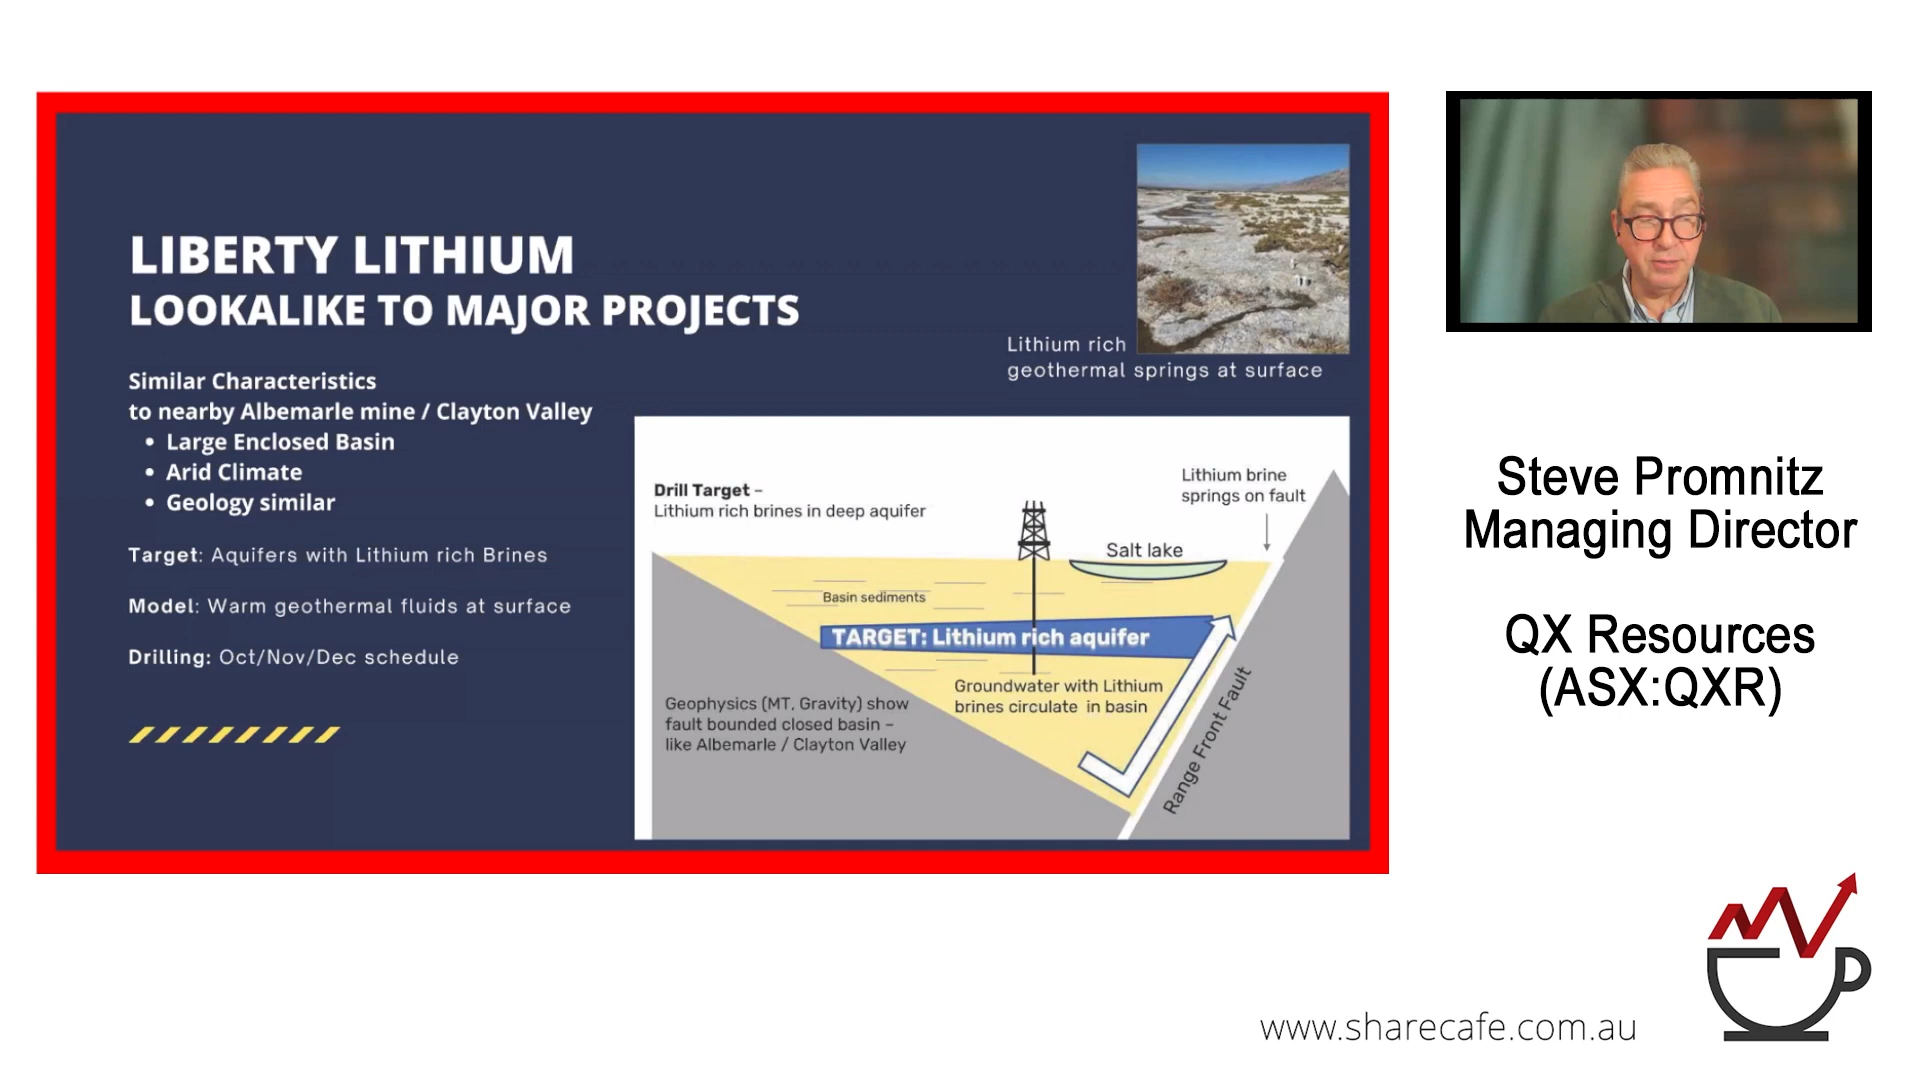 LIBERTY LITHIUM
LOOKALIKE TO MAJOR PROJECTS
Similar Characteristics
to nearby Albemarle mine / Clayton Valley
• Large Enclosed Basin
• Arid Climate
• Geology similar
Target: Aquifers with Lithium rich Brines
Model: Warm geothermal fluids at surface
Drilling: Oct/Nov/Dec schedule
Lithium rich
geothermal springs at surface
Drill Target –
Lithium rich brines in deep aquifer
Lithium brine
springs on fault
Salt lake
Basin sediments
TARGET: Lithium rich aquifer
Groundwater with Lithium
brines circulate in basin
Geophysics (MT, Gravity) show
fault bounded closed basin –
like Albemarle / Clayton Valley
Range Front Fault
Steve Promnitz
Managing Director
QX Resources
(ASX:QXR)
www.sharecafe.com.au